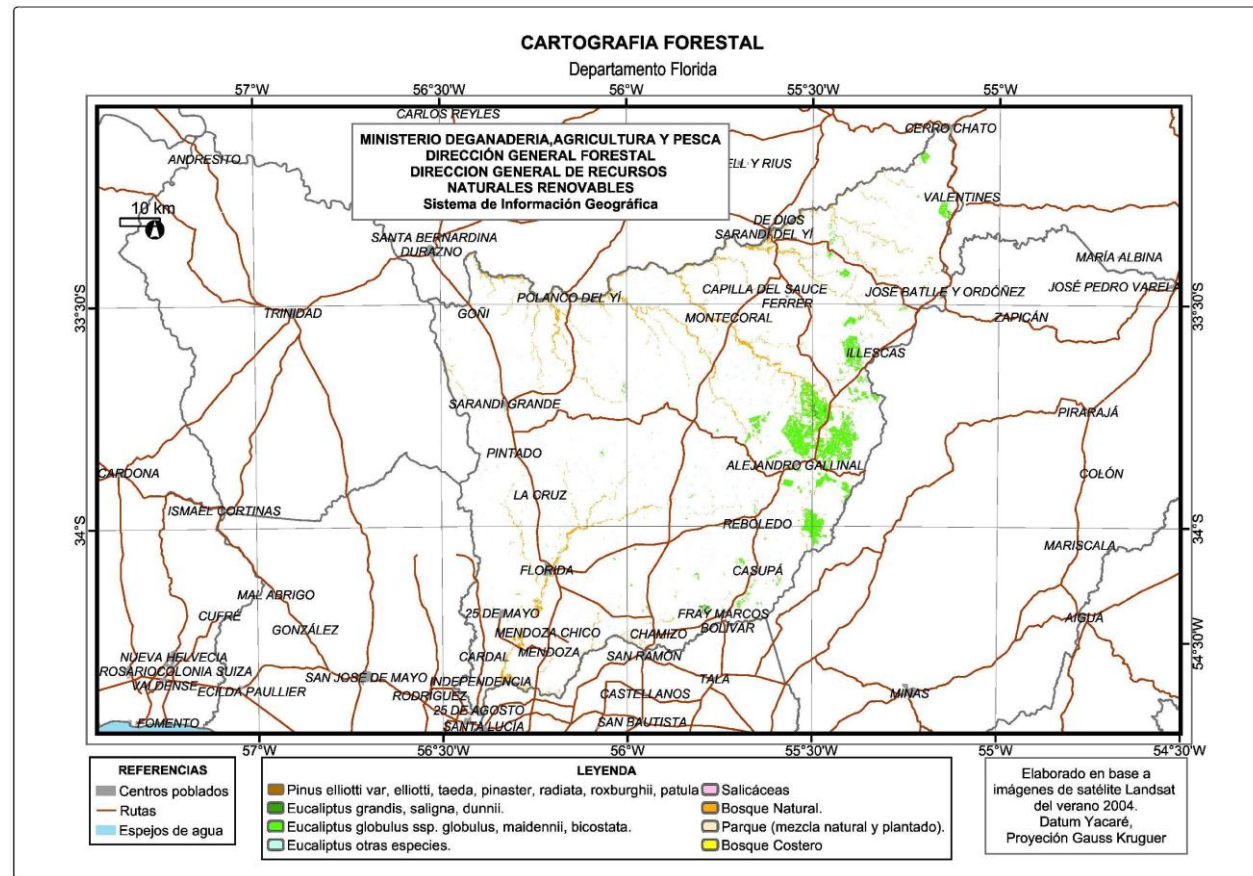 CARTOGRAFIA FORESTAL
Departamento Florida
57°W
56°30'W
56°W
55°30'W
55°W
CARLOS REYLES
CERRO CHATO
MINISTERIO DEGANADERIA,AGRICULTURA Y PESCA
DIRECCIÓN GENERAL FORESTAL
DIRECCION GENERAL DE RECURSOS
NATURALES RENOVABLES
Sistema de Información Geográfica
ANDRESITO
ELL Y RIUS
VALENTINES
10 km
DE DIOS
SARANDI DEL YÍ
SANTA BERNARDINA
DURAZNO
MARÍA ALBINA
POLANCO DEL YÍ
CAPILLA DEL SAUCE
FERRER
JOSÉ BATLLE Y ORDÓÑEZ
JOSÉ PEDRO VARELA
33°30'S
33°30'S
TRINIDAD
GOÑI
MONTECORAL
ZAPICÁN
ILLESCAS
SARANDI GRANDE
PIRARAJÁ
PINTADO
ALEJANDRO GALLINAL
CARDONA
COLÓN
LA CRUZ
ISMAEL CORTINAS
REBOLEDO
34°S
34°S
MARISCALA
FLORIDA
CASUPÁ
MAL ABRIGO
CUFRÉ
GONZÁLEZ
25 DE MAYO
FRAY MARCOS
BOLÍVAR
AIGUÁ
MENDOZA CHICO
CHAMIZO
CARDAL
MENDOZA
SAN RAMÓN
54°30'W
NUEVA HELVECIA
ROSARIOCOLONIA SUIZA
VALDENSE
ECILDA PAULLIER
SAN JOSÉ DE MAYO
INDEPENDENCIA
RODRÍGUEZ
TALA
CASTELLANOS
MINAS
25 DE AGOSTO
FOMENTO
SANTA LUCÍA
SAN BAUTISTA
57°W
56°30'W
56°W
55°30'W
55°W
54°30'W
REFERENCIAS
Centros poblados
Rutas
Espejos de agua
LEYENDA
Pinus elliotti var, elliotti, taeda, pinaster, radiata, roxburghii, patula
Eucaliptus grandis, saligna, dunnii.
Eucaliptus globulus ssp. globulus, maidennii, bicostata.
Eucaliptus otras especies.
Salicáceas
Bosque Natural.
Parque (mezcla natural y plantado).
Bosque Costero
Elaborado en base a
imágenes de satélite Landsat
del verano 2004.
Datum Yacaré,
Proyeción Gauss Kruguer